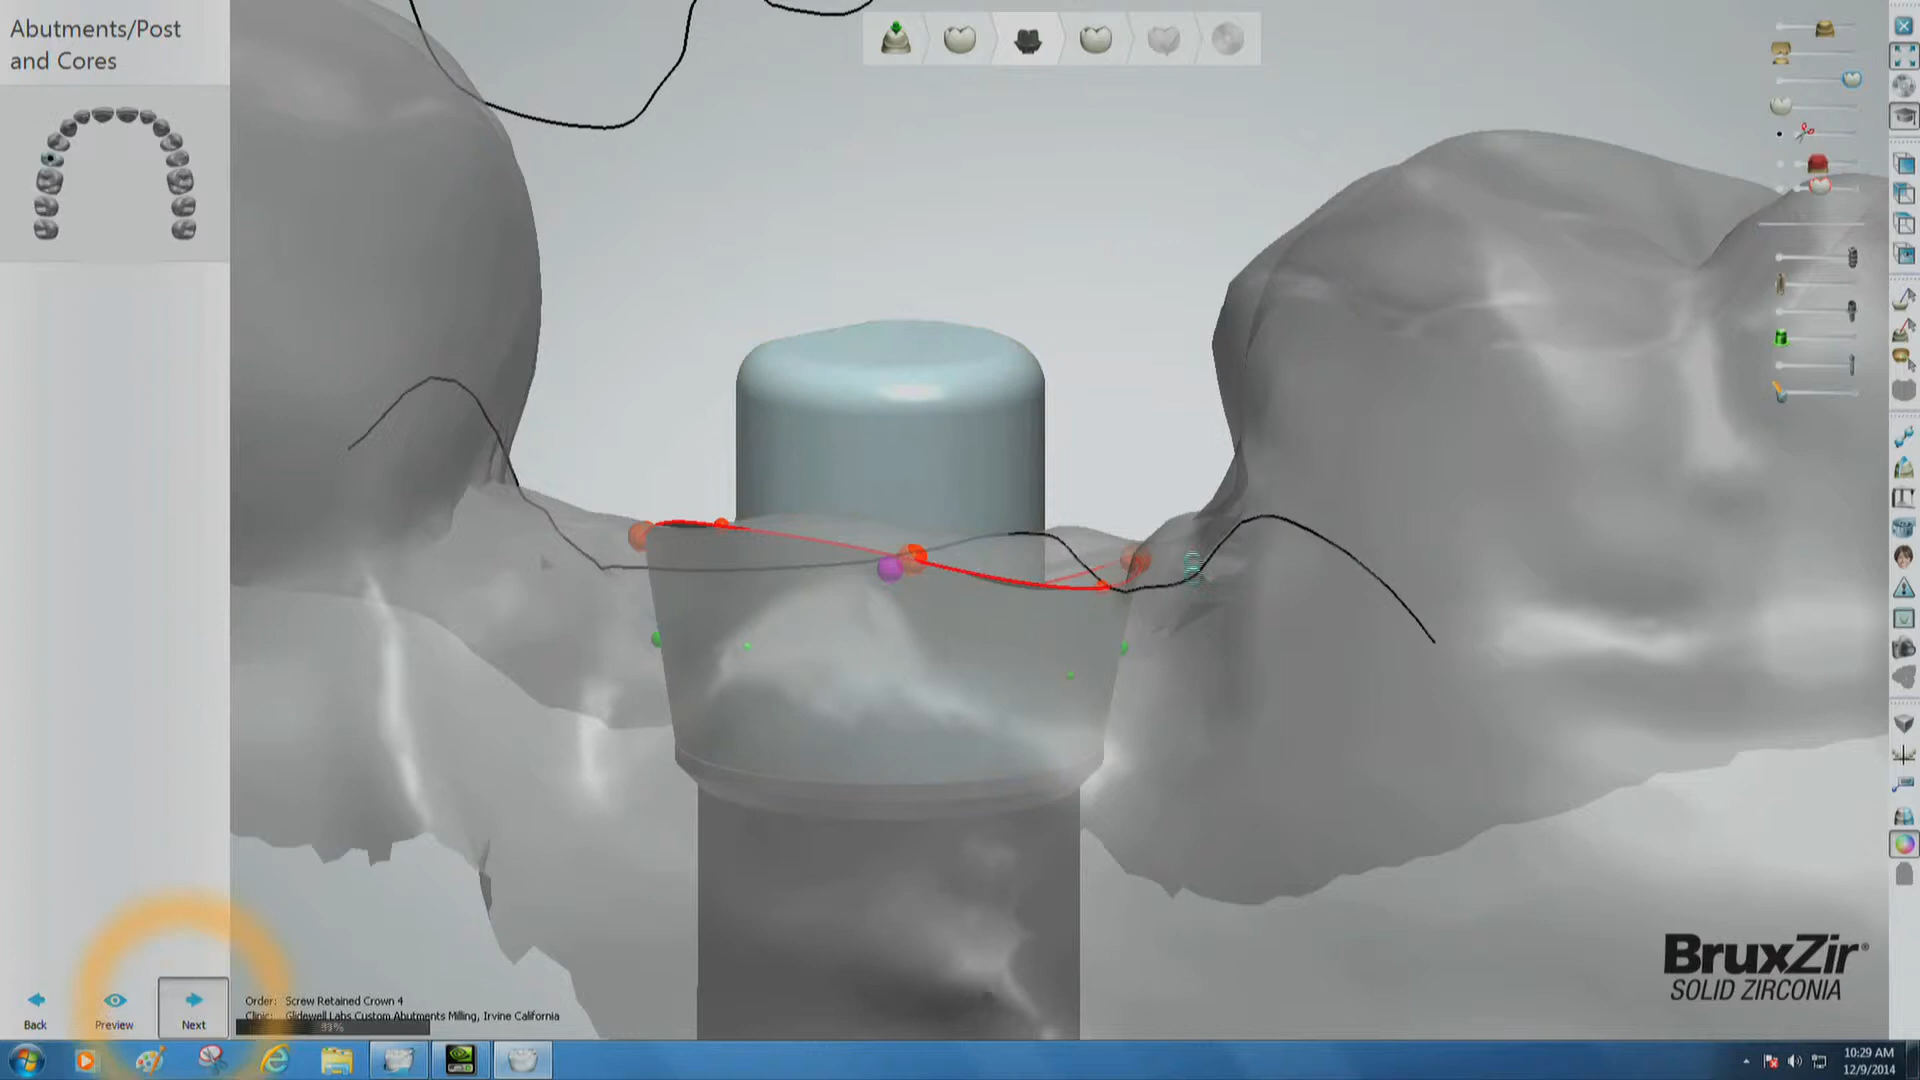 Abutments/Post
and Cores
BruxZir®
SOLID ZIRCONIA
Back
Preview
Next
Order: Screw Retained Crown 4
Clinic: Glidewell Labs Custom Abutments Milling, Irvine California
93%
10:29 AM
12/9/2014